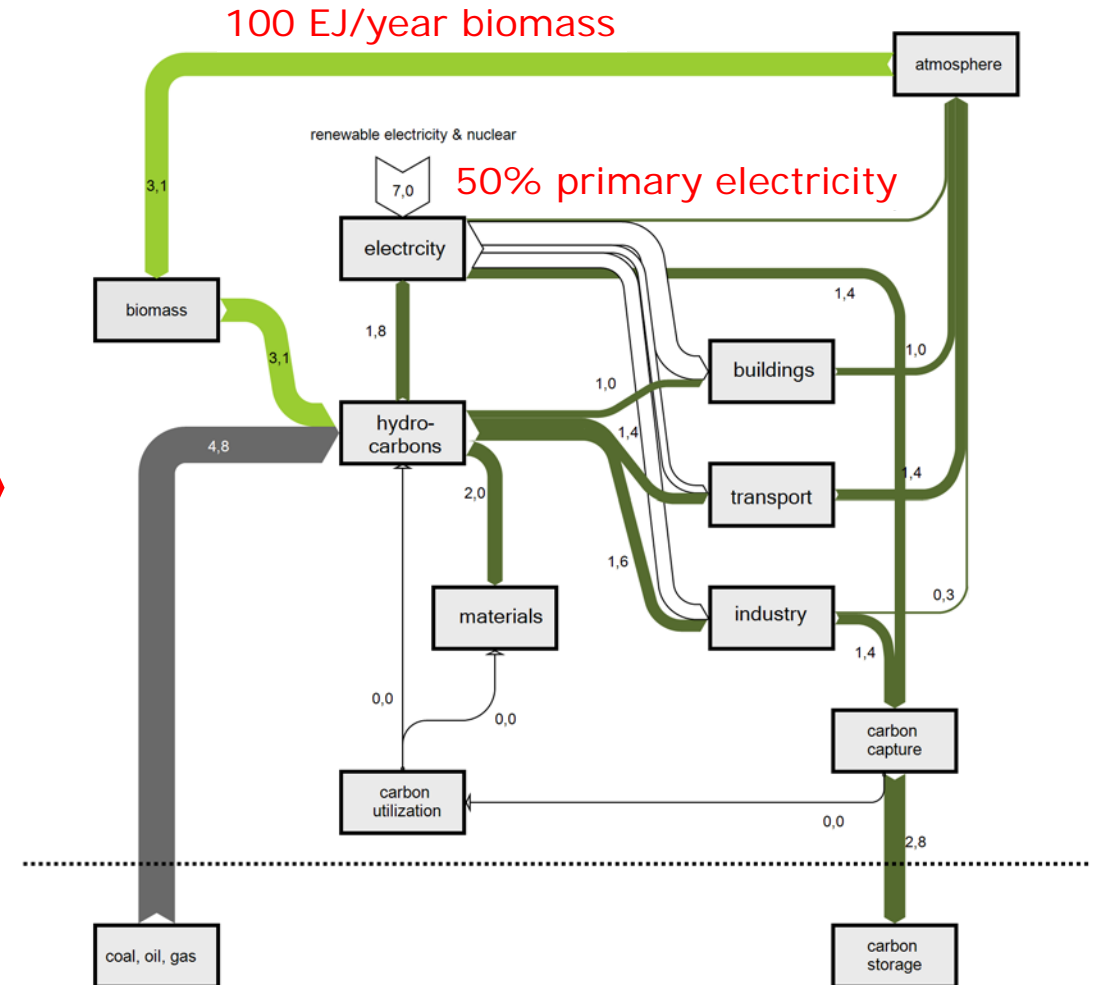 100 EJ/year biomass
atmosphere
renewable electricity & nuclear
7,0
50% primary electricity
3,1
electrcity
biomass
1,4
1,8
3,1
buildings
1,0
1,0
hydro-
carbons
1,4
4,8
1,4
2,0
transport
1,6
materials
industry
0,3
1,4
0,0
0,0
carbon
capture
carbon
utilization
0,0
2,8
coal, oil, gas
carbon
storage